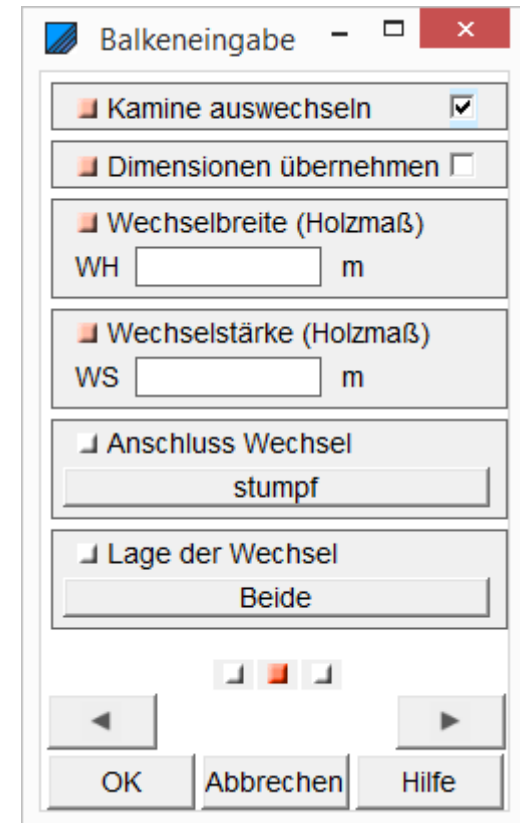 Balkeneingabe
Kamine auswechseln
Dimensionen übernehmen
Wechselbreite (Holzmaß)
WH m
Wechselstärke (Holzmaß)
WS m
Anschluss Wechsel
stumpf
Lage der Wechsel
Beide
OK Abbrechen Hilfe